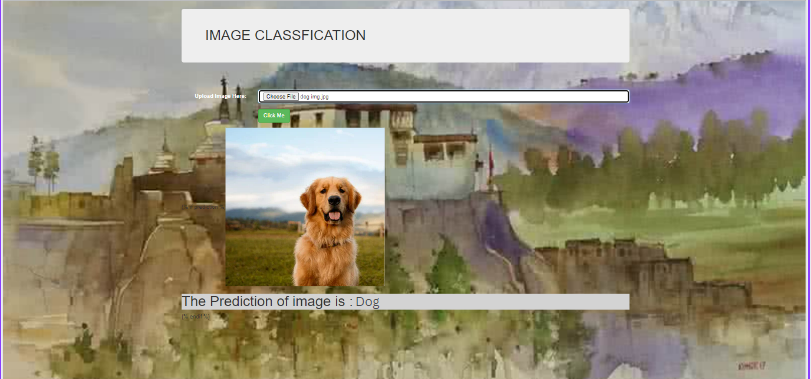 IMAGE CLASSFICATION
Upload Image Here: Choose File dog img.jpg
Click Me
The Prediction of image is : Dog